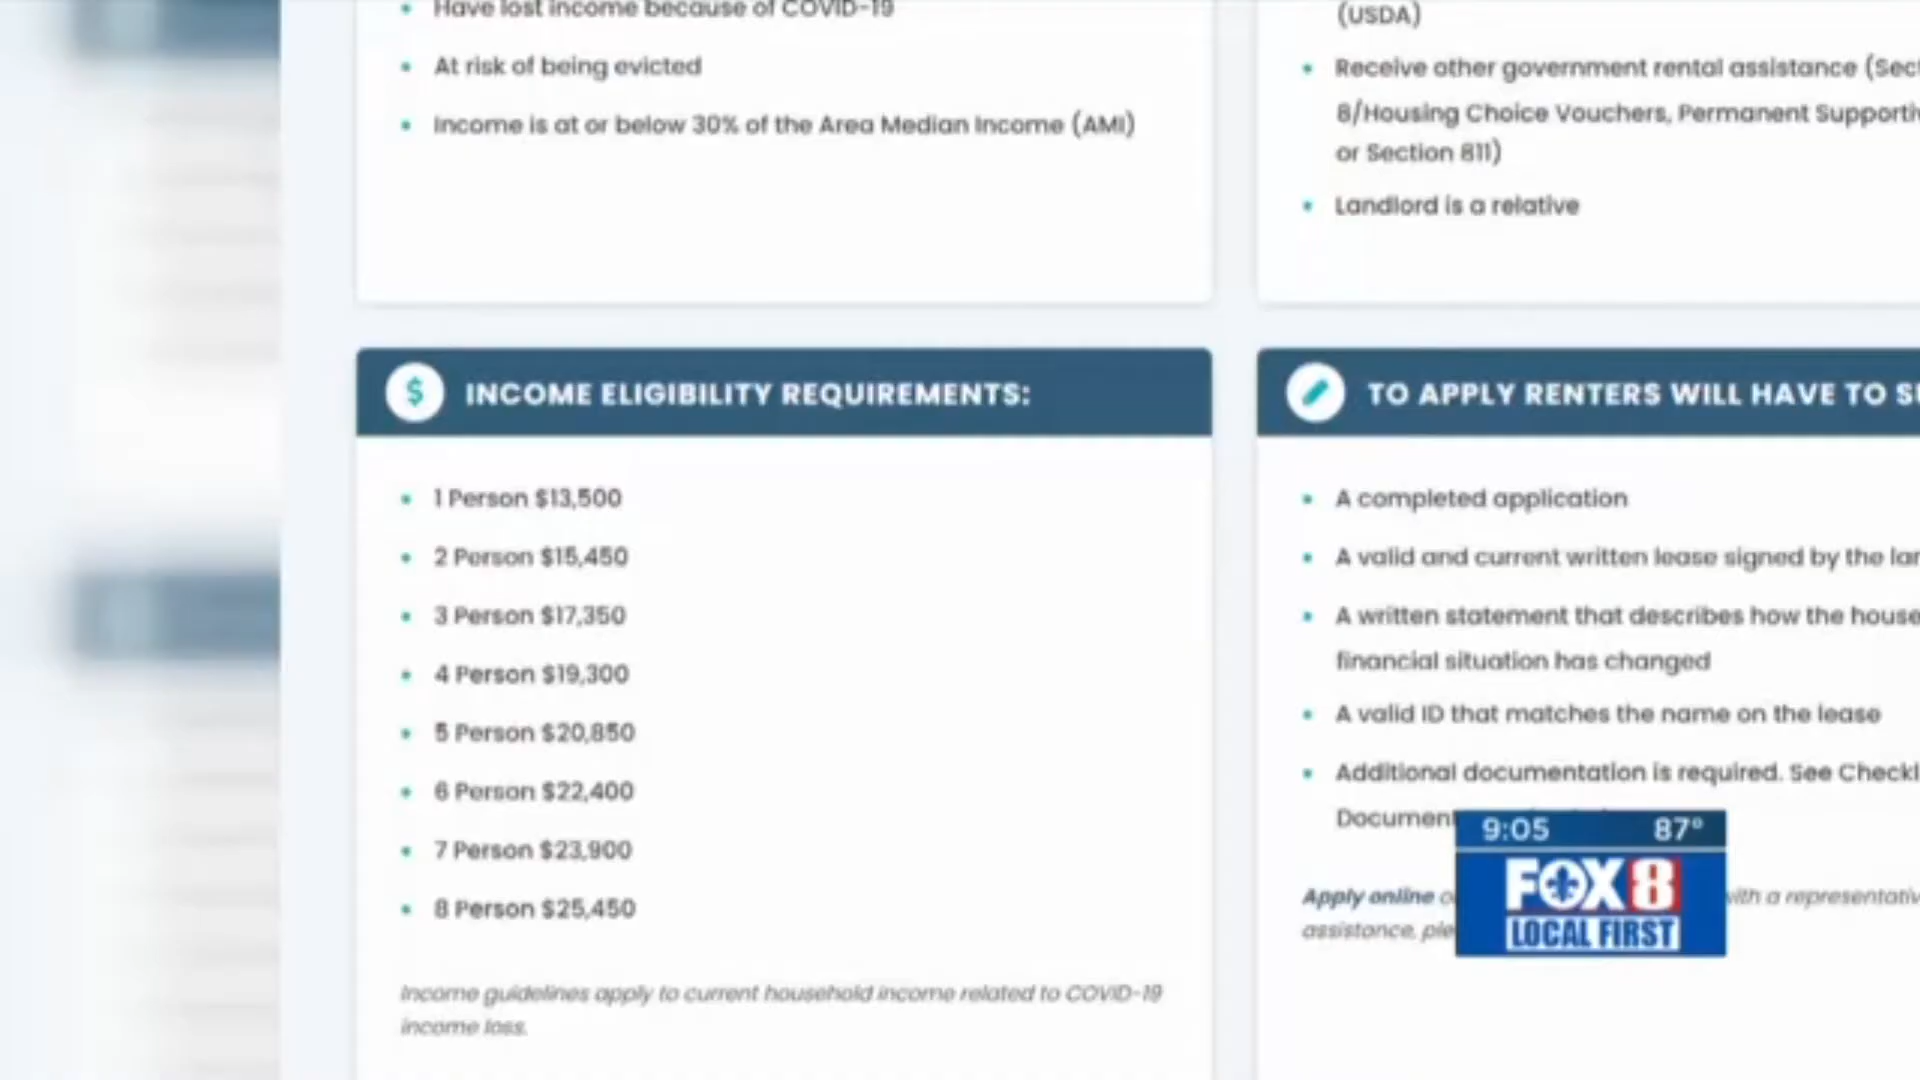 Have lost income because of COVID-19
At risk of being evicted
Income is at or below 30% of the Area Median Income (AMI)
(USDA)
Receive other government rental assistance (Sect
8/Housing Choice Vouchers, Permanent Supporti
or Section 811)
Landlord is a relative
$ INCOME ELIGIBILITY REQUIREMENTS:
1 Person $13,500
2 Person $15,450
3 Person $17,350
4 Person $19,300
5 Person $20,850
6 Person $22,400
7 Person $23,900
8 Person $25,450
Income guidelines apply to current household income related to COVID-19
income loss.
TO APPLY RENTERS WILL HAVE TO SU
A completed application
A valid and current written lease signed by the lan
A written statement that describes how the house
financial situation has changed
A valid ID that matches the name on the lease
Additional documentation is required. See Checkl
Document
Apply online o with a representativ
assistance, ple
9:05 87°
FOX 8
LOCAL FIRST